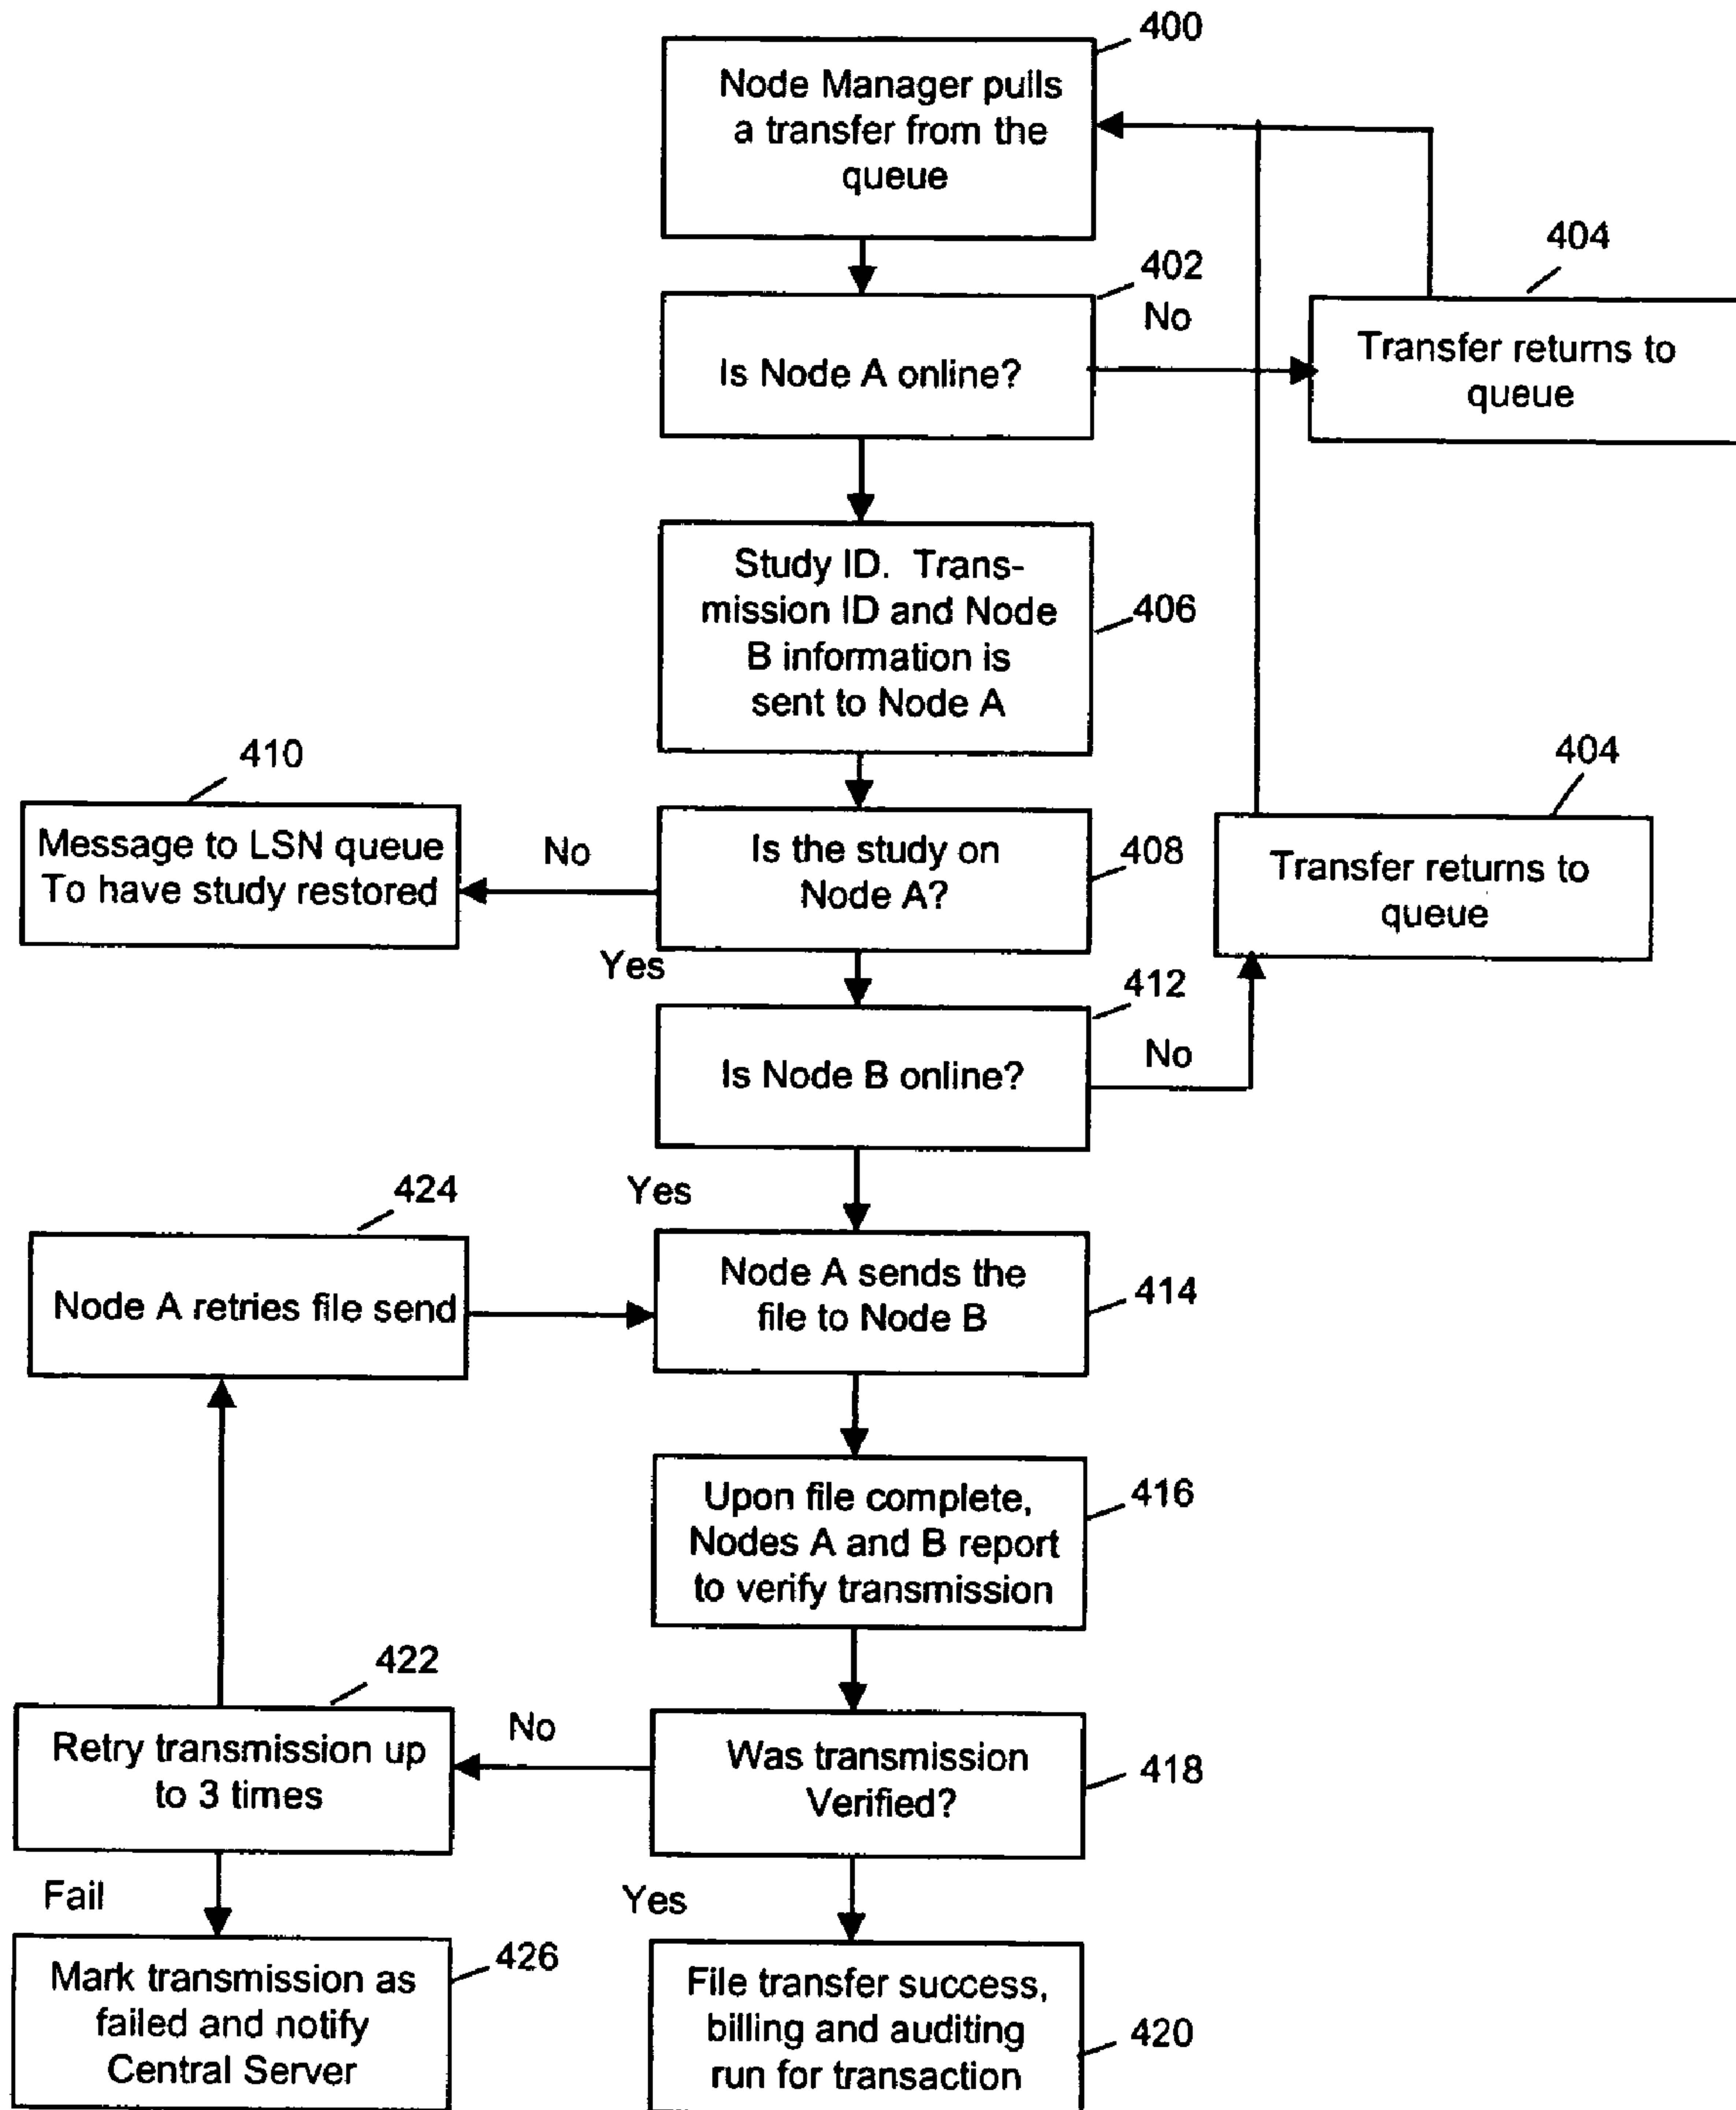 400
Node Manager pulls
a transfer from the
queue
402
No
Is Node A online?
404
Transfer returns to
queue
Study ID. Trans-
mission ID and Node
B information is
sent to Node A
406
410
Message to LSN queue
To have study restored
No
Is the study on
Node A?
408
404
Transfer returns to
queue
Yes
412
Is Node B online?
No
Yes
424
Node A retries file send
Node A sends the
file to Node B
414
Upon file complete,
Nodes A and B report
to verify transmission
416
422
Retry transmission up
to 3 times
No
Was transmission
Verified?
418
Fail
Yes
Mark transmission as
failed and notify
Central Server
426
File transfer success,
billing and auditing
run for transaction
420